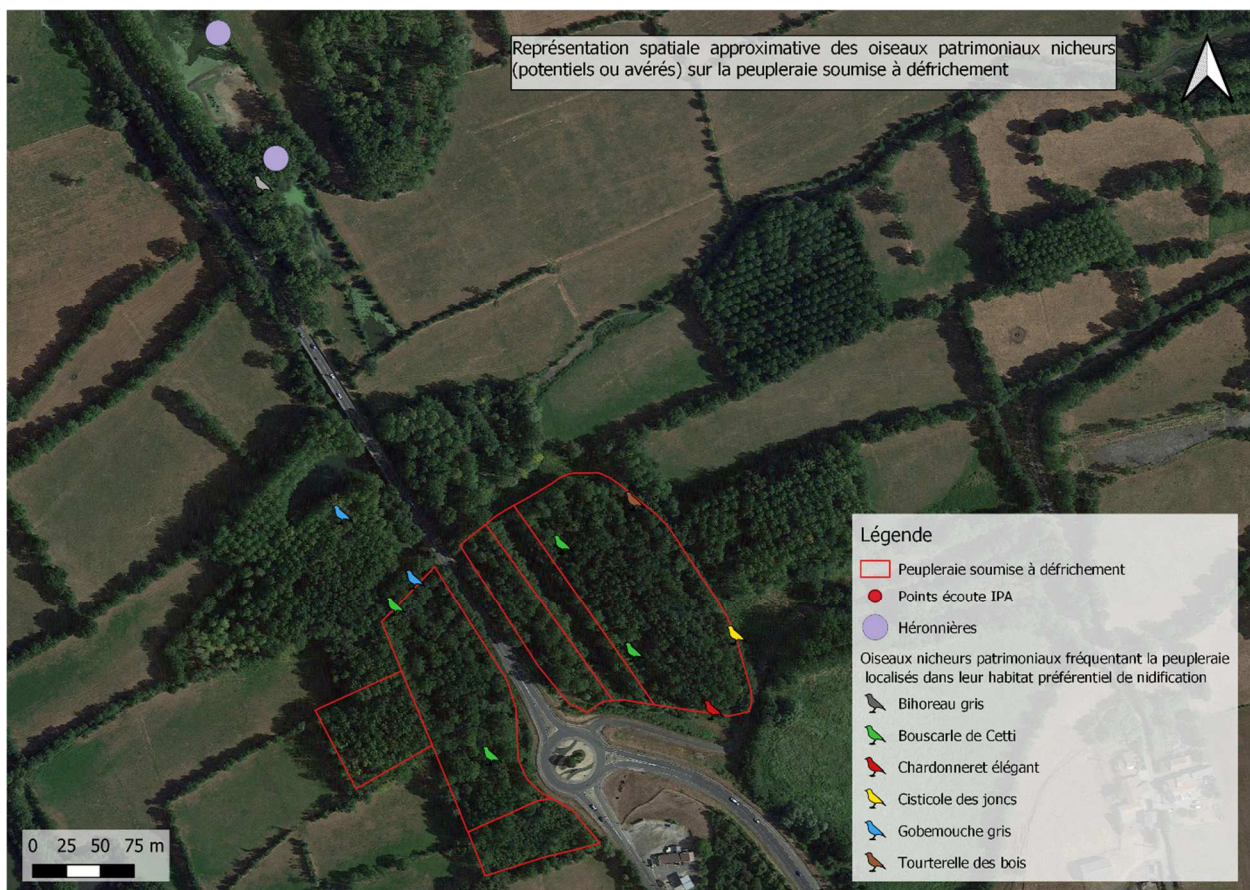 Représentation spatiale approximative des oiseaux patrimoniaux nicheurs
(potentiels ou avérés) sur la peupleraie soumise à défrichement
Légende
Peupleraie soumise à défrichement
Points écoute IPA
Héronnières
Oiseaux nicheurs patrimoniaux fréquentant la peupleraie
localisés dans leur habitat préférentiel de nidification
Bihoreau gris
Bouscarle de Cetti
Chardonneret élégant
Cisticole des joncs
Gobemouche gris
Tourterelle des bois
0 25 50 75 m